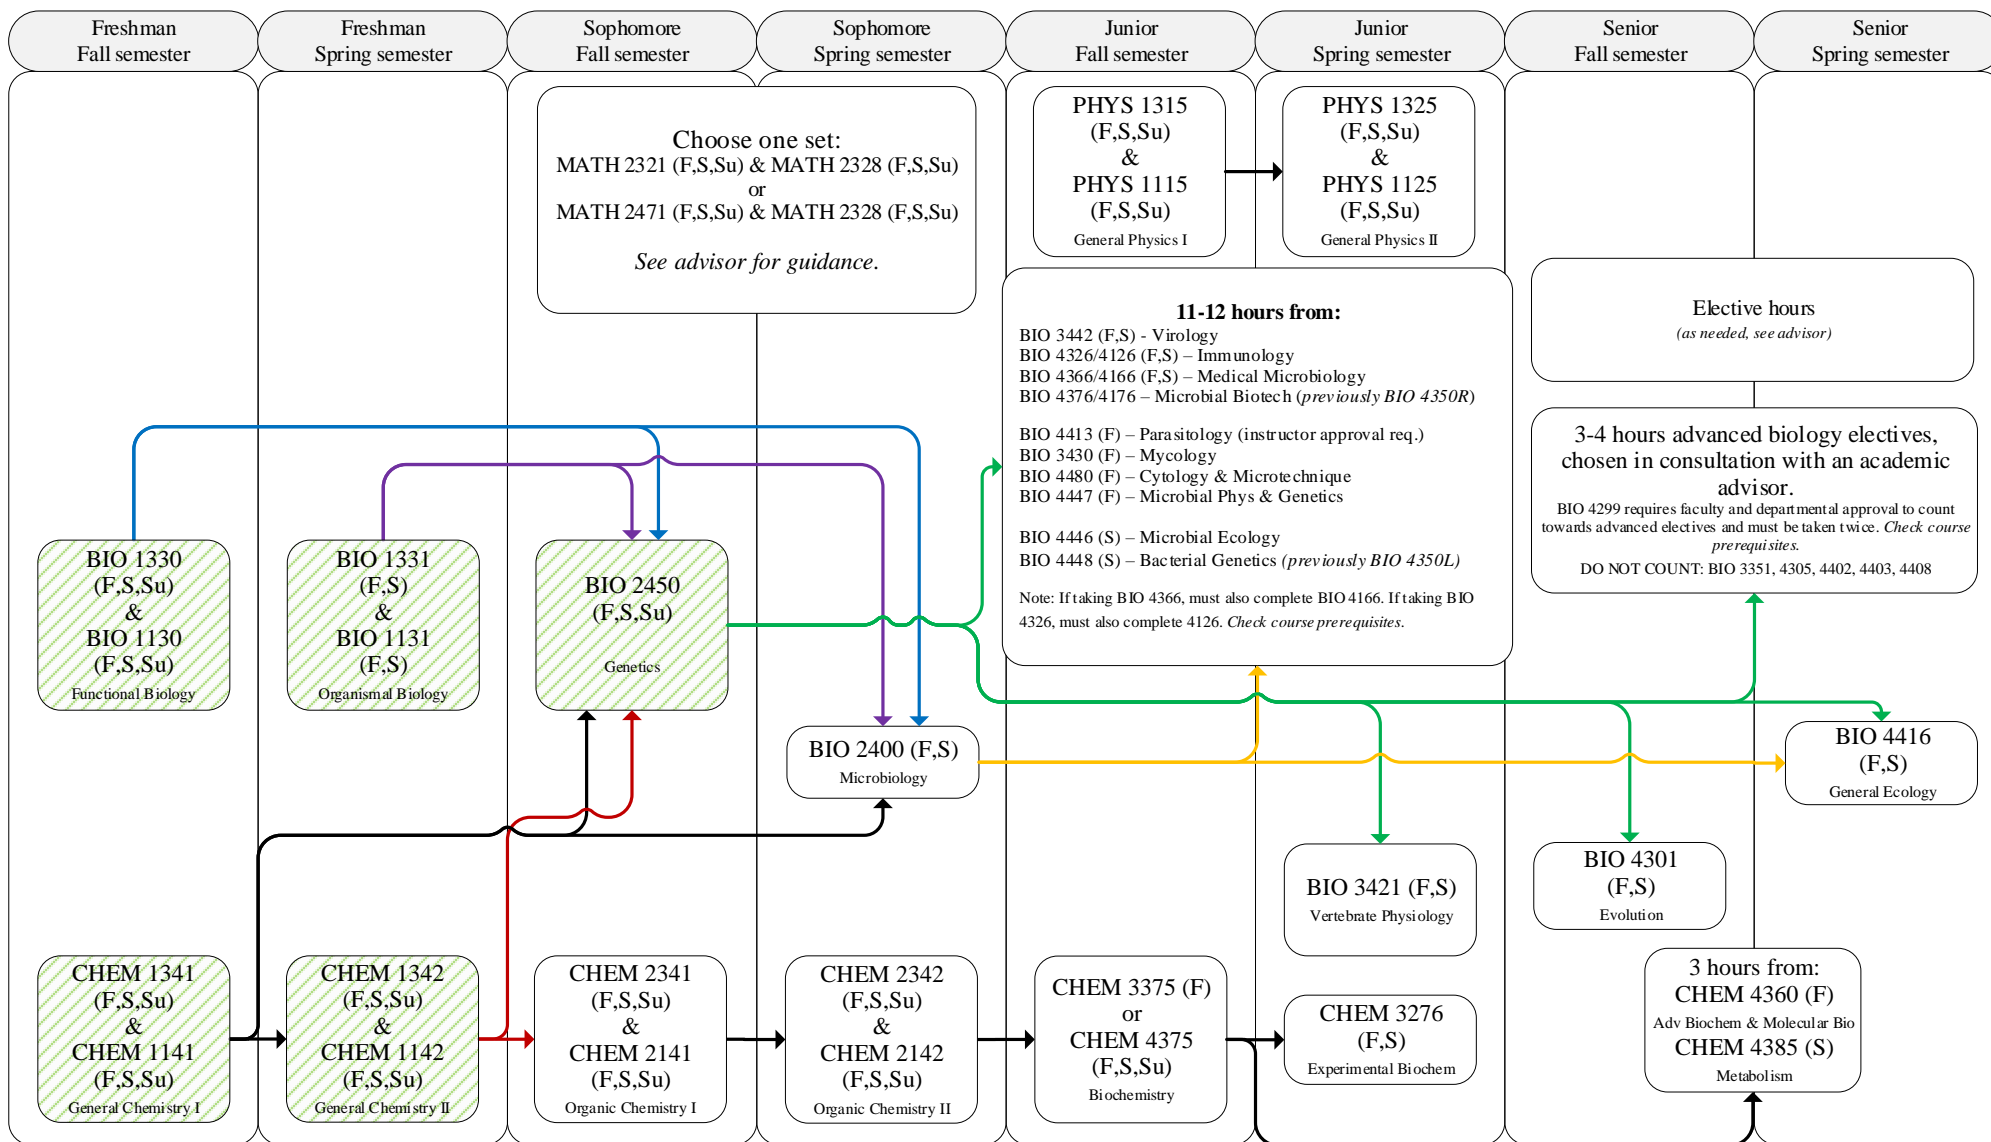 Freshman
Fall semester
Freshman
Spring semester
Sophomore
Fall semester
Sophomore
Spring semester
Junior
Fall semester
Junior
Spring semester
Senior
Fall semester
Senior
Spring semester
Choose one set:
MATH 2321 (F,S,Su) & MATH 2328 (F,S,Su)
or
MATH 2471 (F,S,Su) & MATH 2328 (F,S,Su)
See advisor for guidance.
PHYS 1315
(F,S,Su)
&
PHYS 1115
(F,S,Su)
General Physics I
PHYS 1325
(F,S,Su)
&
PHYS 1125
(F,S,Su)
General Physics II
11-12 hours from:
BIO 3442 (F,S) - Virology
BIO 4326/4126 (F,S) – Immunology
BIO 4366/4166 (F,S) – Medical Microbiology
BIO 4376/4176 – Microbial Biotech (previously BIO 4350R)
BIO 4413 (F) – Parasitology (instructor approval req.)
BIO 3430 (F) – Mycology
BIO 4480 (F) – Cytology & Microtechnique
BIO 4447 (F) – Microbial Phys & Genetics
BIO 4446 (S) – Microbial Ecology
BIO 4448 (S) – Bacterial Genetics (previously BIO 4350L)
Note: If taking BIO 4366, must also complete BIO 4166. If taking BIO
4326, must also complete 4126. Check course prerequisites.
Elective hours
(as needed, see advisor)
3-4 hours advanced biology electives,
chosen in consultation with an academic
advisor.
BIO 4299 requires faculty and departmental approval to count
towards advanced electives and must be taken twice. Check course
prerequisites.
DO NOT COUNT: BIO 3351, 4305, 4402, 4403, 4408
BIO 1330
(F,S,Su)
&
BIO 1130
(F,S,Su)
Functional Biology
BIO 1331
(F,S)
&
BIO 1131
(F,S)
Organismal Biology
BIO 2450
(F,S,Su)
Genetics
BIO 2400 (F,S)
Microbiology
BIO 4416
(F,S)
General Ecology
BIO 3421 (F,S)
Vertebrate Physiology
BIO 4301
(F,S)
Evolution
CHEM 1341
(F,S,Su)
&
CHEM 1141
(F,S,Su)
General Chemistry I
CHEM 1342
(F,S,Su)
&
CHEM 1142
(F,S,Su)
General Chemistry II
CHEM 2341
(F,S,Su)
&
CHEM 2141
(F,S,Su)
Organic Chemistry I
CHEM 2342
(F,S,Su)
&
CHEM 2142
(F,S,Su)
Organic Chemistry II
CHEM 3375 (F)
or
CHEM 4375
(F,S,Su)
Biochemistry
CHEM 3276
(F,S)
Experimental Biochem
3 hours from:
CHEM 4360 (F)
Adv Biochem & Molecular Bio
CHEM 4385 (S)
Metabolism